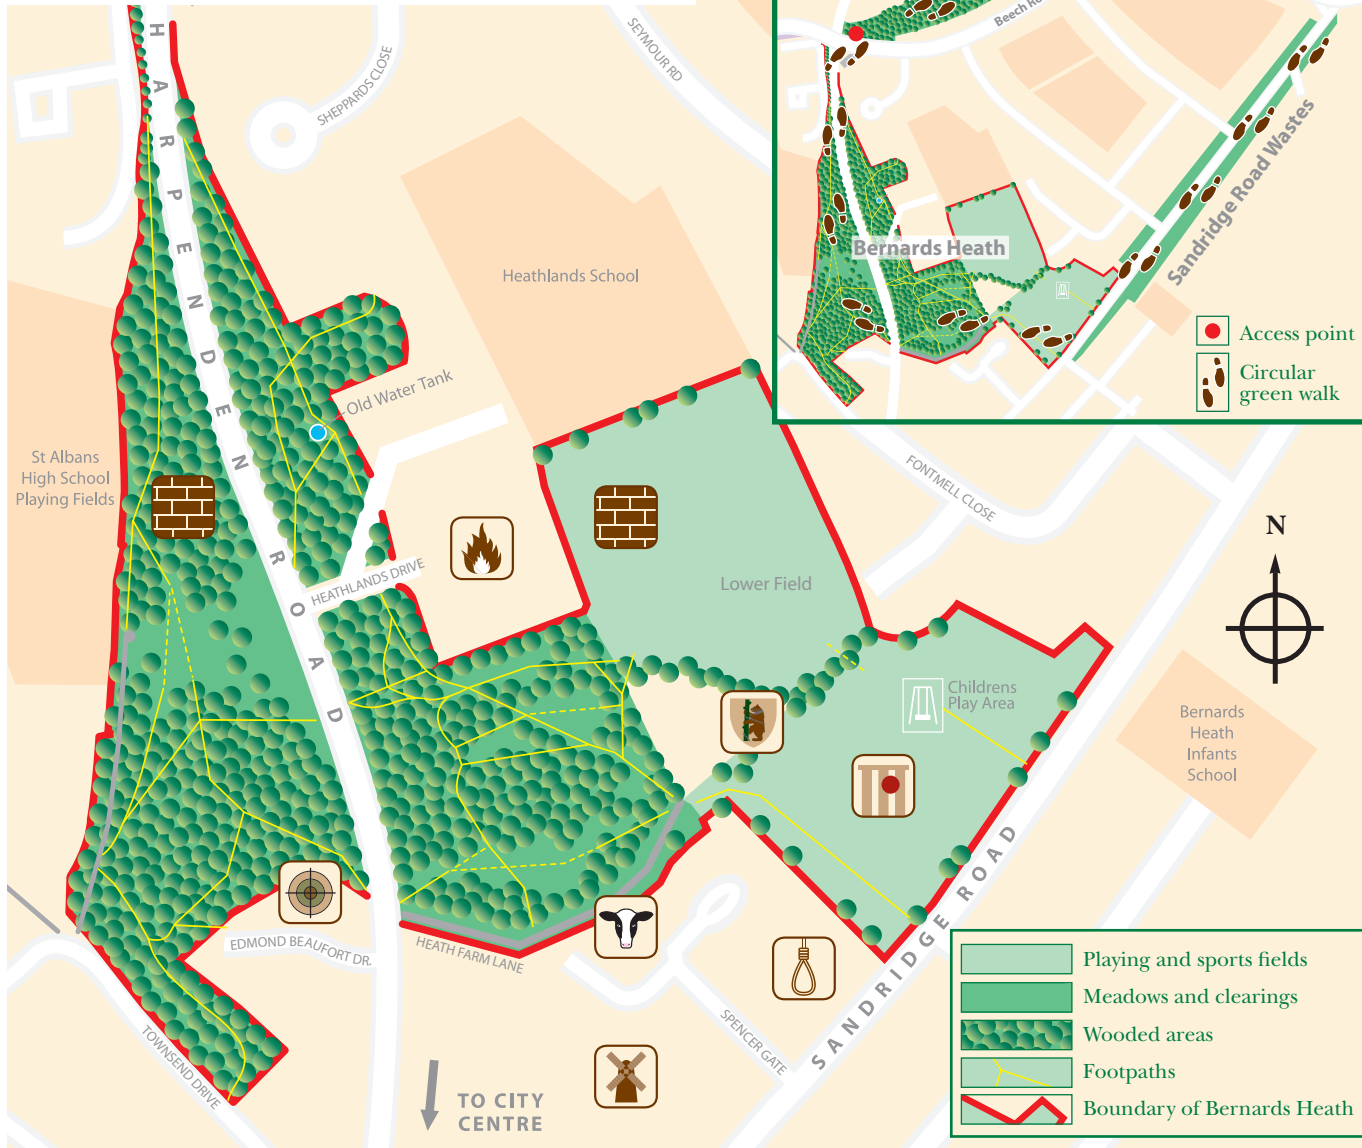 HARPENDEN ROAD
SHEPPARDS CLOSE
SEYMOUR RD
Beech Ro
Bernards Heath
Sandridge Road Wastes
Access point
Circular
green walk
Heathlands School
Old Water Tank
St Albans
High School
Playing Fields
FONTMELL CLOSE
N
HEATHLANDS DRIVE
Lower Field
Childrens
Play Area
Bernards
Heath
Infants
School
EDMOND BEAUFORT DR.
HEATH FARM LANE
SANDRIDGE ROAD
SPENCER GATE
TOWNSEND DRIVE
TO CITY
CENTRE
Playing and sports fields
Meadows and clearings
Wooded areas
Footpaths
Boundary of Bernards Heath